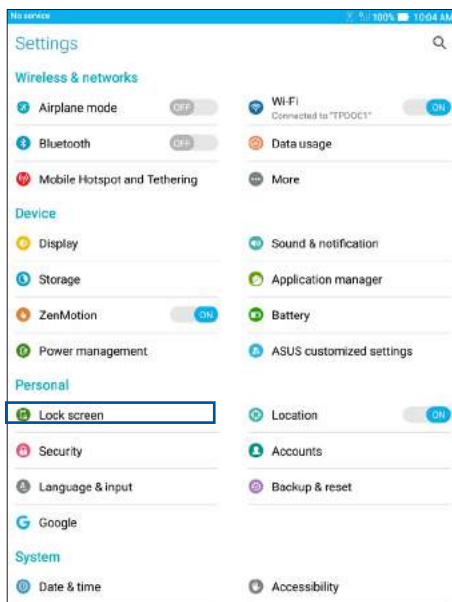 No service 100% 10:04 AM
Settings
Wireless & networks
Airplane mode OFF
Wi-Fi ON
Connected to "TPDOC1"
Bluetooth OFF
Data usage
Mobile Hotspot and Tethering
More
Device
Display
Sound & notification
Storage
Application manager
ZenMotion ON
Battery
Power management
ASUS customized settings
Personal
Lock screen
Location ON
Security
Accounts
Language & input
Backup & reset
Google
System
Date & time
Accessibility